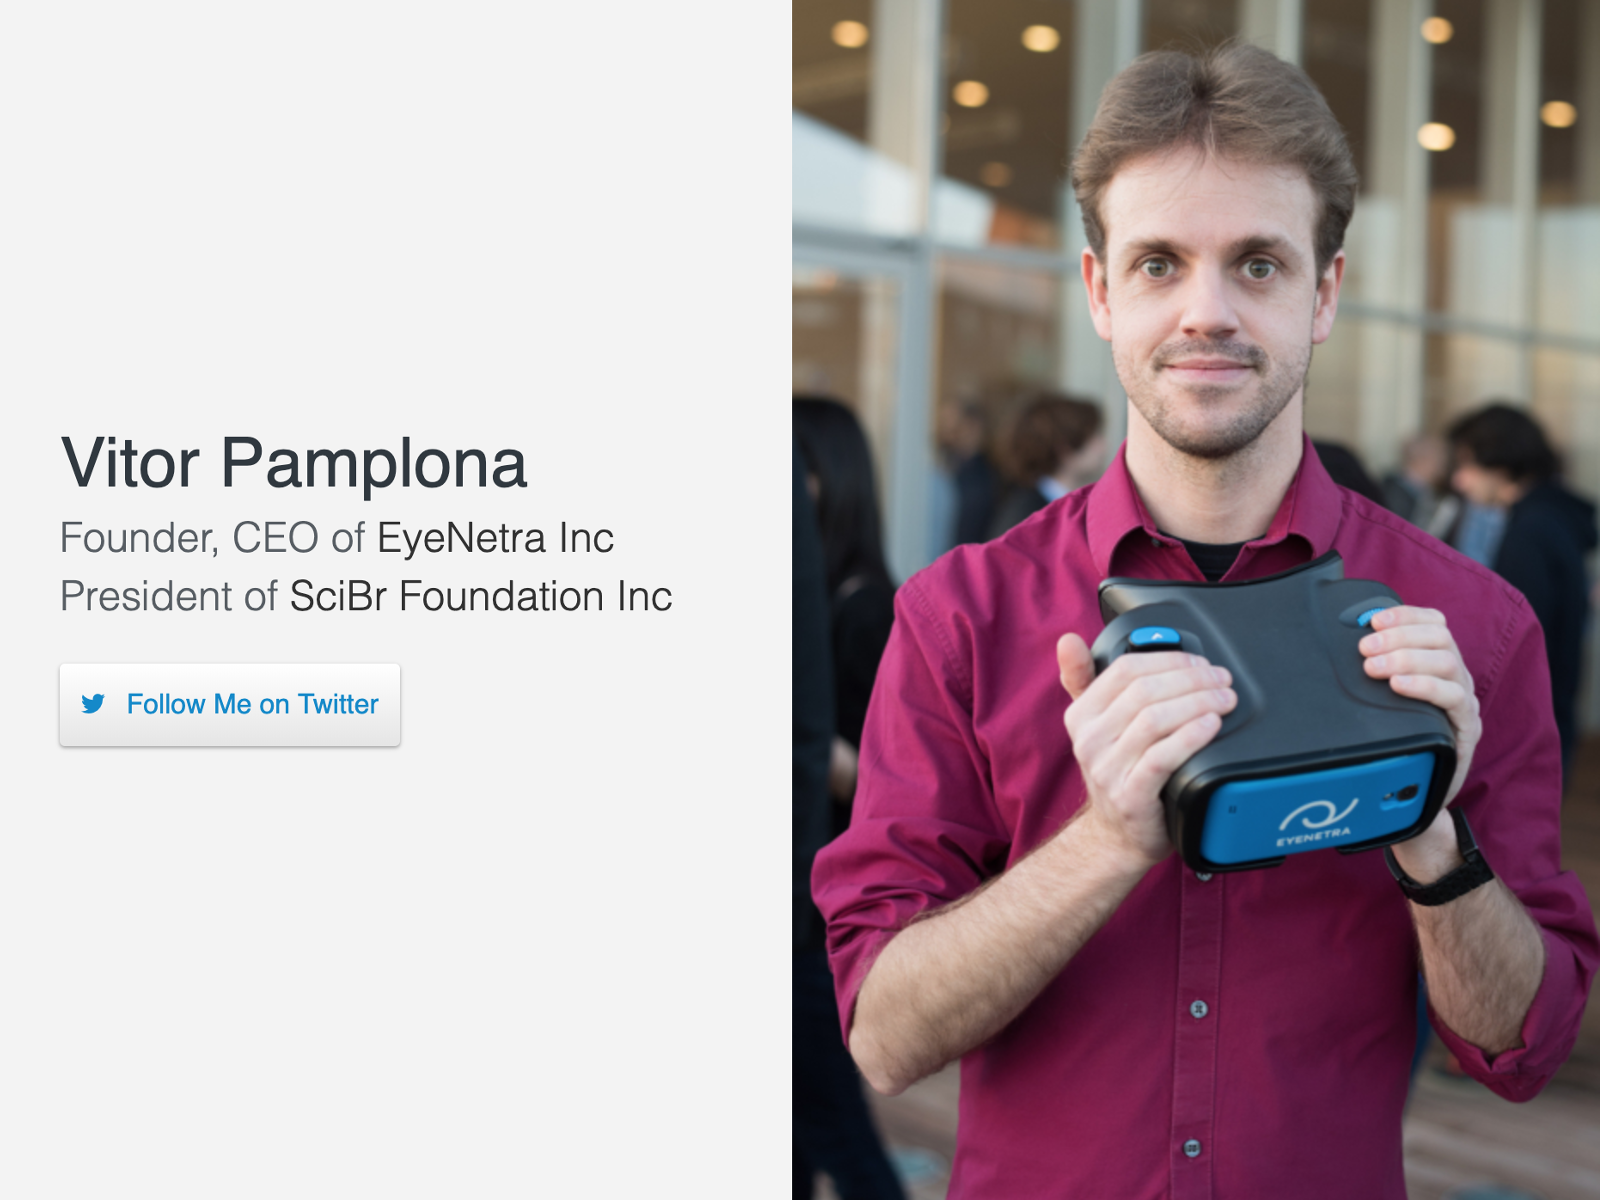 Vitor Pamplona
Founder, CEO of EyeNetra Inc
President of SciBr Foundation Inc
Follow Me on Twitter
EYENETRA